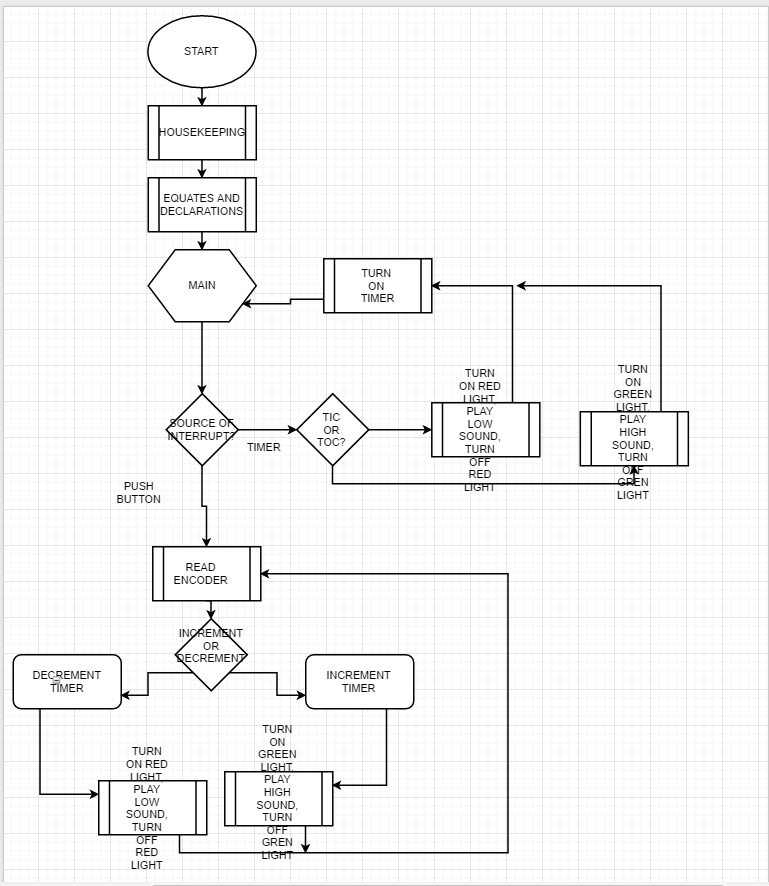 START
HOUSEKEEPING
EQUATES AND
DECLARATIONS
MAIN
TURN
ON
TIMER
SOURCE OF
INTERRUPT?
TIMER
TIC
OR
TOC?
TURN
ON RED
LIGHT,
PLAY
LOW
SOUND,
TURN
OFF
RED
LIGHT
TURN
ON
GREEN
LIGHT,
PLAY
HIGH
SOUND,
TURN
OFF
GREN
LIGHT
PUSH
BUTTON
READ
ENCODER
INCREMENT
OR
DECREMENT
DECREMENT
TIMER
INCREMENT
TIMER
TURN
ON RED
LIGHT,
PLAY
LOW
SOUND,
TURN
OFF
RED
LIGHT
TURN
ON
GREEN
LIGHT,
PLAY
HIGH
SOUND,
TURN
OFF
GREN
LIGHT